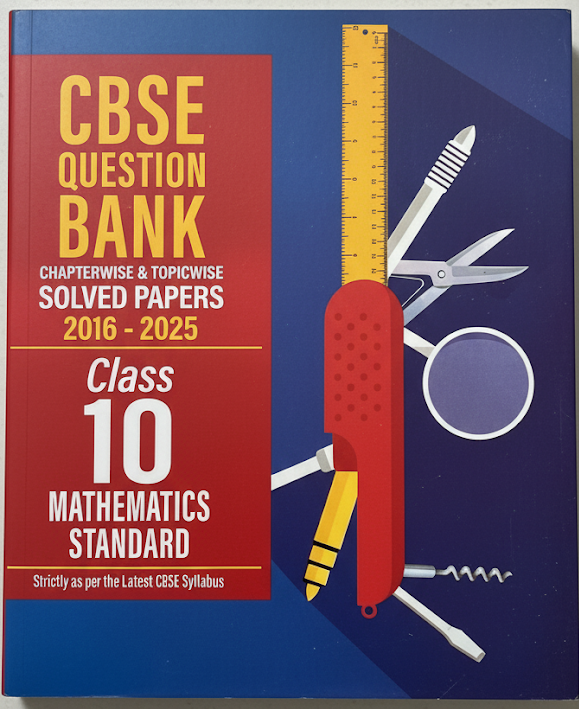 CBSE
QUESTION
BANK
CHAPTERWISE & TOPICWISE
SOLVED PAPERS
2016 - 2025
Class
10
MATHEMATICS
STANDARD
Strictly as per the Latest CBSE Syllabus